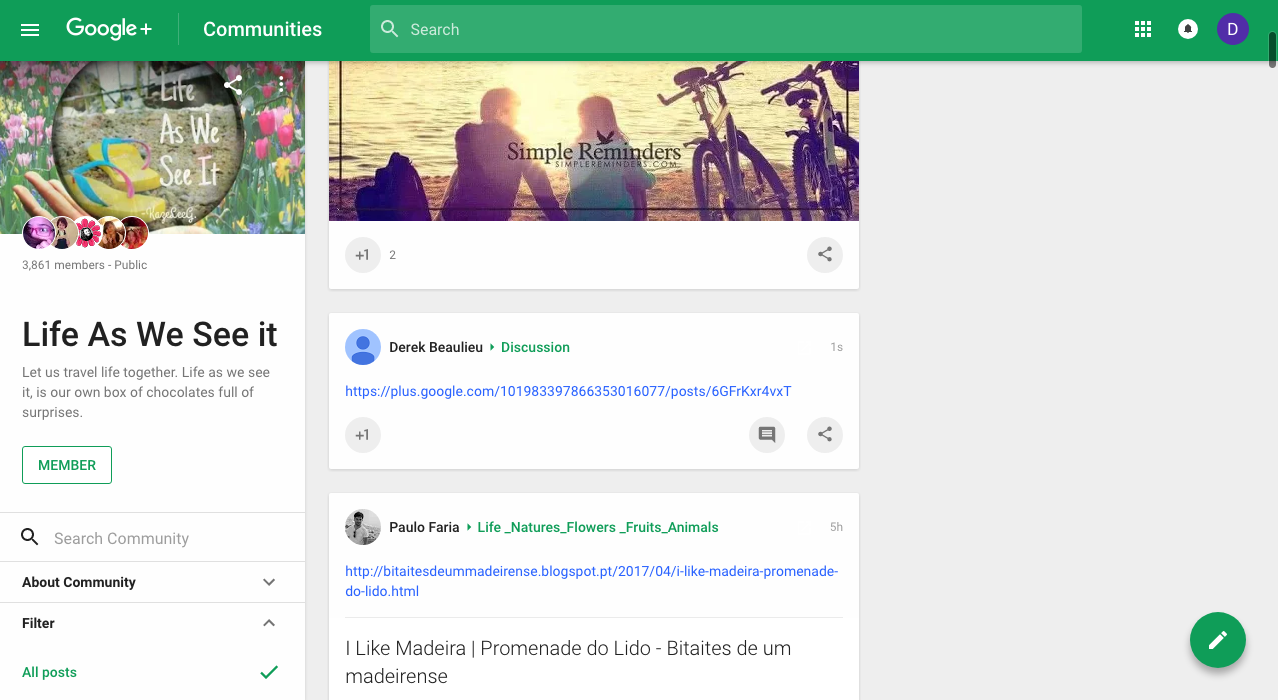 Google+
Communities
Search
D
Life
As We
See It
~KazeReeG.
3,861 members - Public
Life As We See it
Let us travel life together. Life as we see
it, is our own box of chocolates full of
surprises.
MEMBER
Search Community
About Community
Filter
All posts
Simple Reminders
SIMPLEREMINDERS.COM
+1
2
Derek Beaulieu
Discussion
1s
https://plus.google.com/101983397866353016077/posts/6GFrKxr4vxT
+1
Paulo Faria
Life _Natures_Flowers _Fruits_Animals
5h
http://bitaitesdeummadeirense.blogspot.pt/2017/04/i-like-madeira-promenade-
do-lido.html
I Like Madeira | Promenade do Lido - Bitaites de um
madeirense